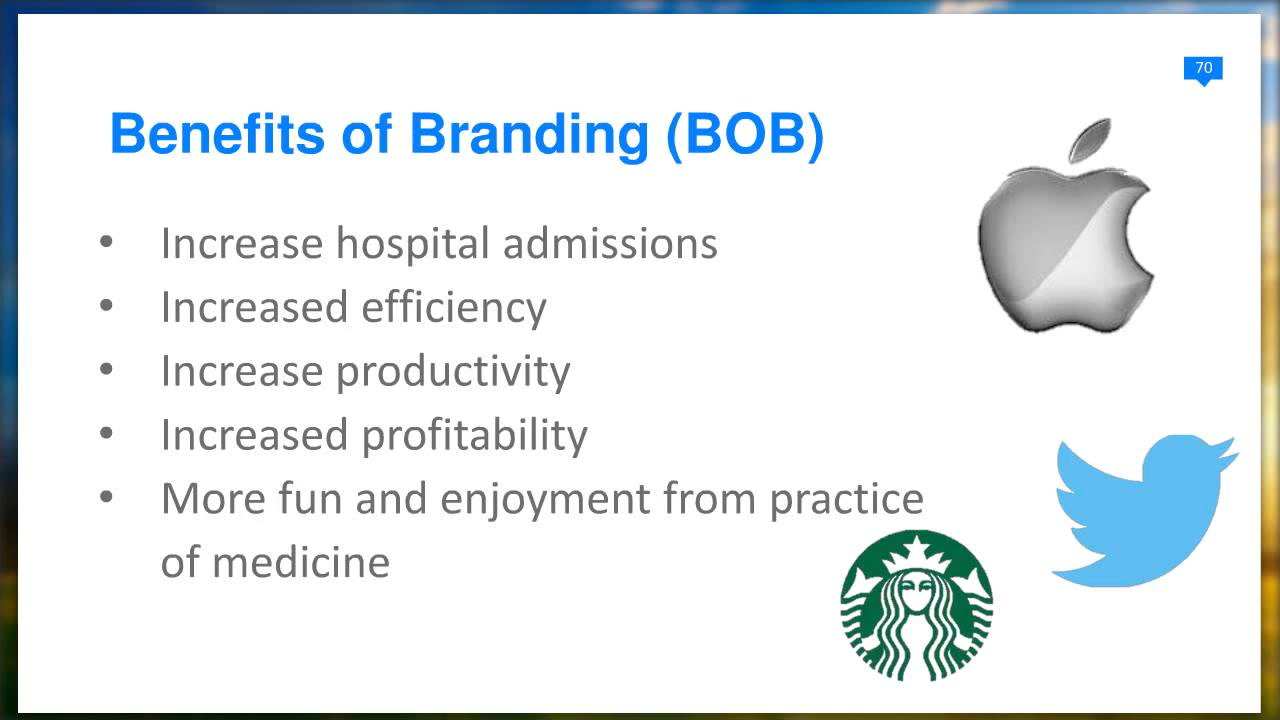 70
Benefits of Branding (BOB)
• Increase hospital admissions
• Increased efficiency
• Increase productivity
• Increased profitability
• More fun and enjoyment from practice
of medicine